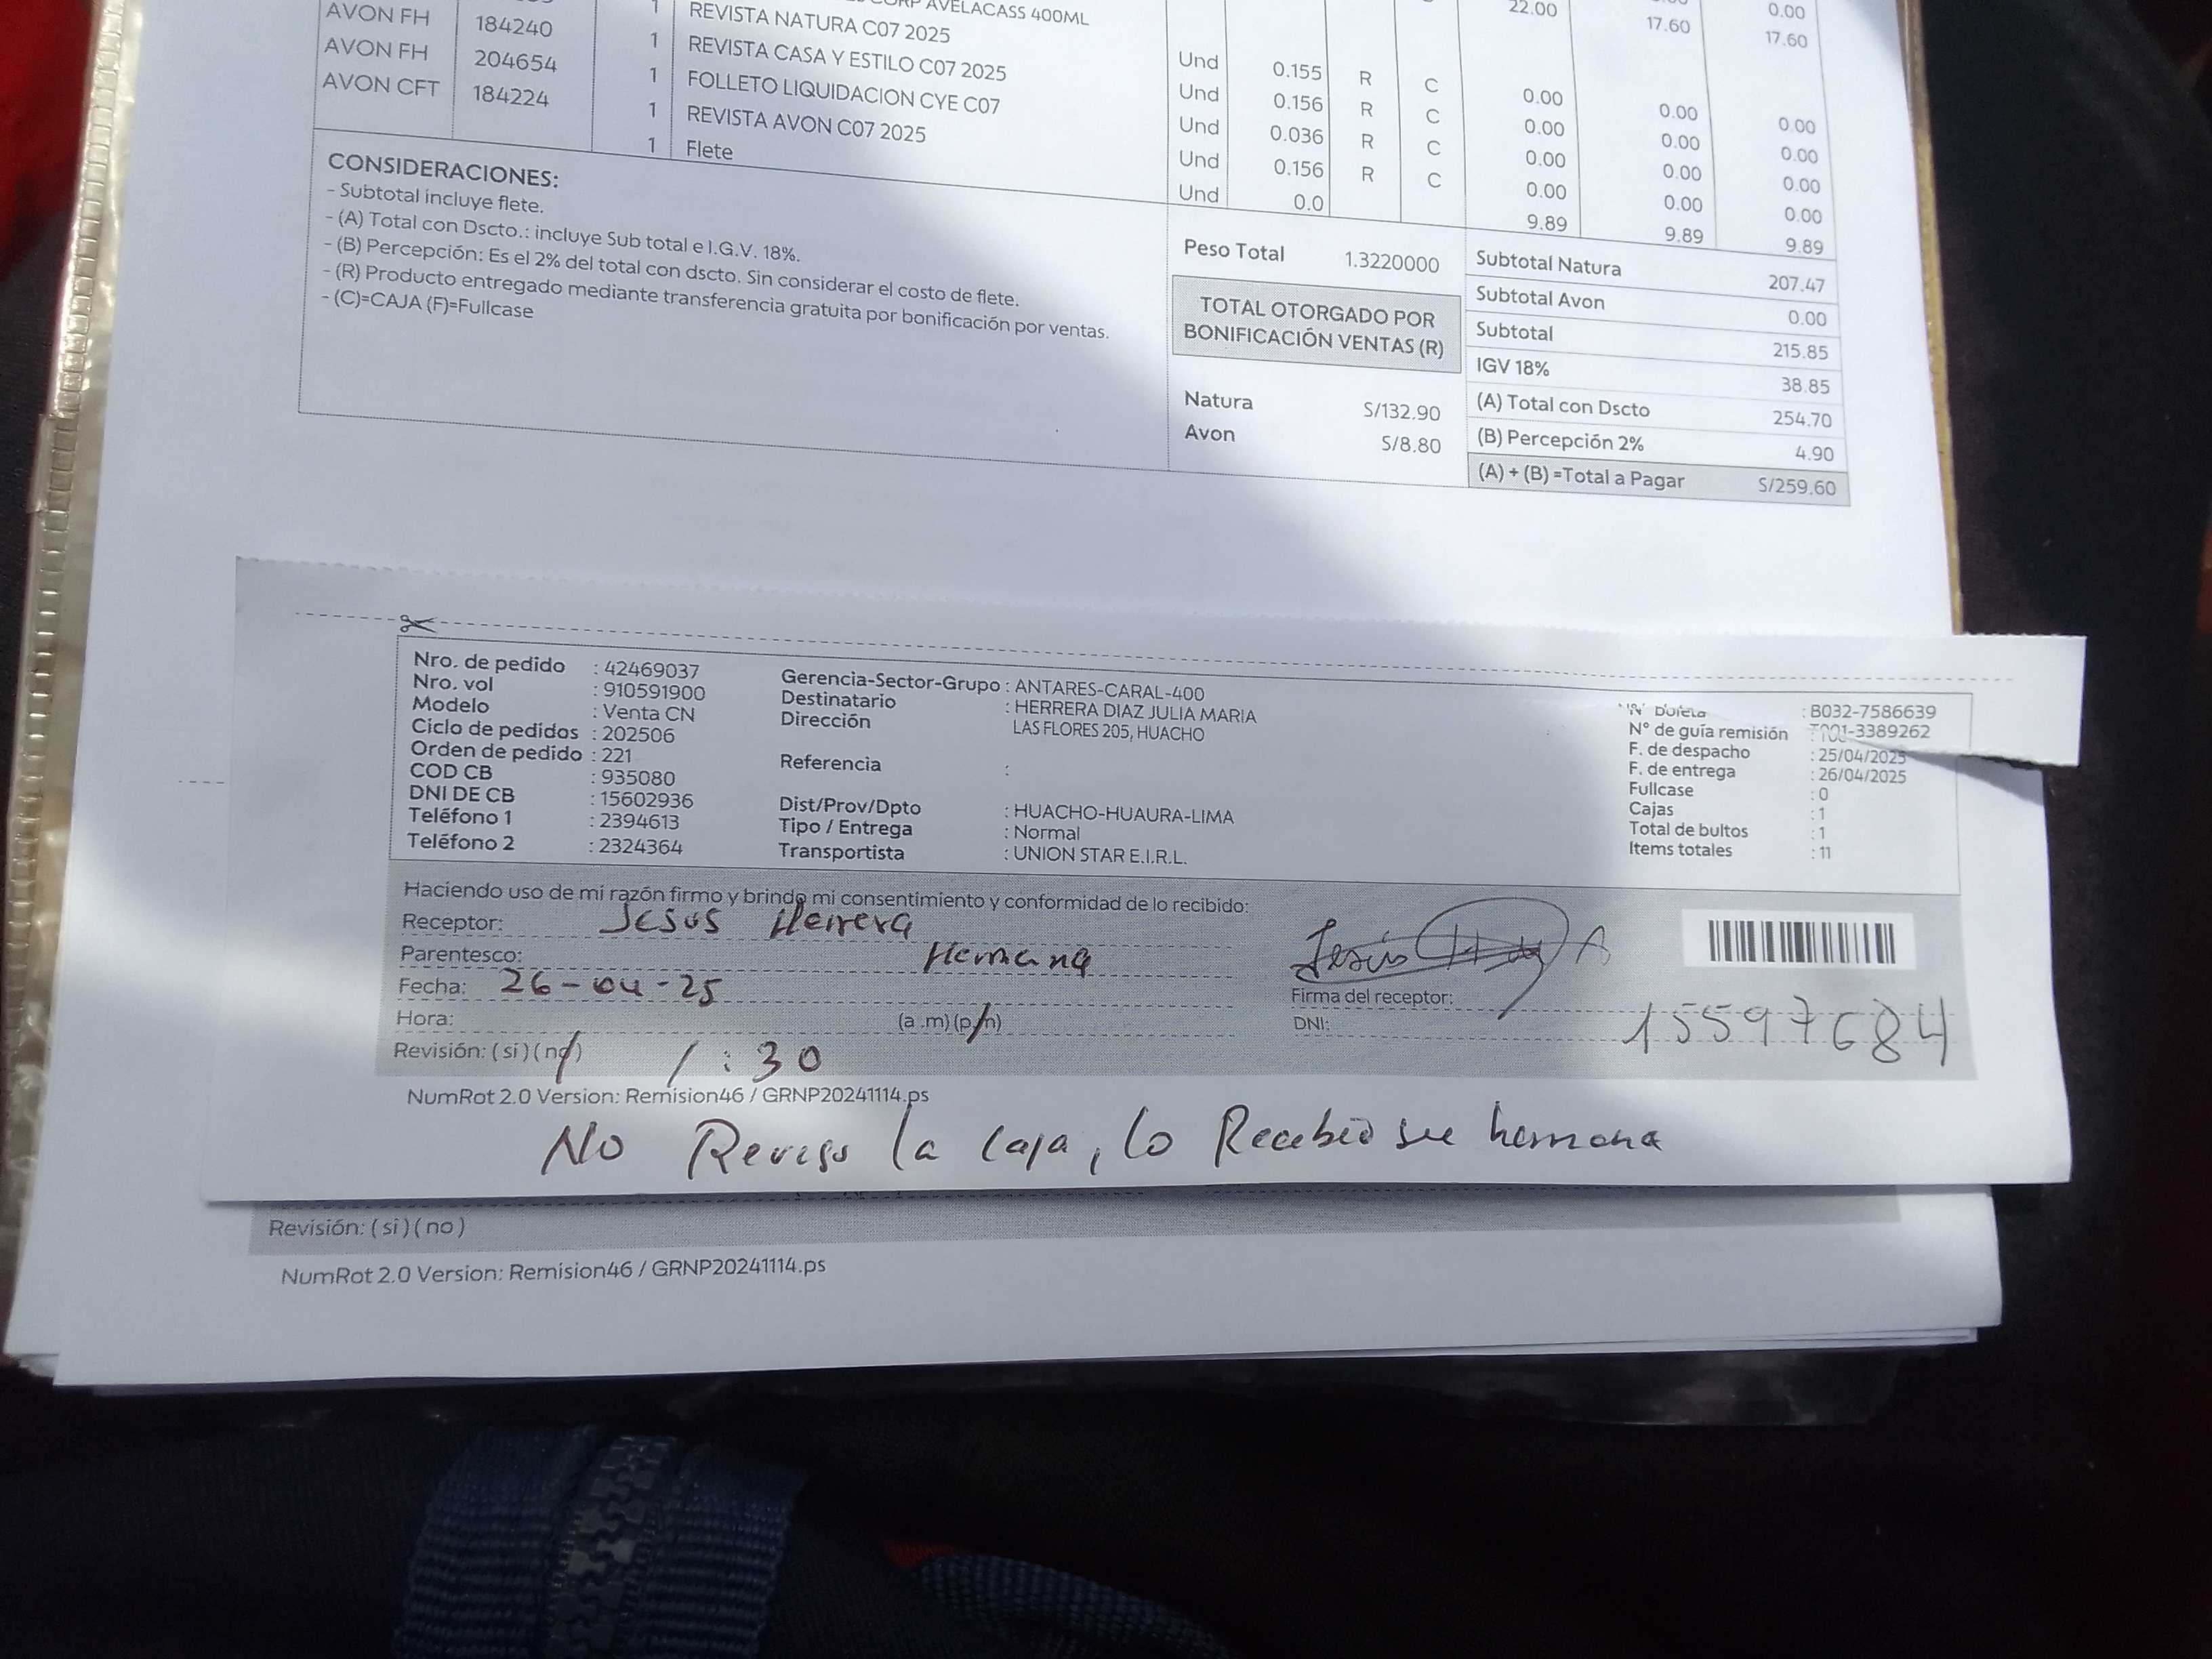 AVELACASS 400ML 22.00 17.60 0.00
AVON FH 184240 1 REVISTA NATURA C07 2025 17.60
AVON FH 204654 1 REVISTA CASA Y ESTILO C07 2025 Und 0.155 R C 0.00 0.00 0.00
AVON CFT 184224 1 FOLLETO LIQUIDACION CYE C07 Und 0.156 R C 0.00 0.00 0.00
1 REVISTA AVON C07 2025 Und 0.036 R C 0.00 0.00 0.00
1 Flete Und 0.156 R C 0.00 0.00 0.00
Und 0.0 9.89 9.89 9.89
CONSIDERACIONES:
- Subtotal incluye flete.
- (A) Total con Dscto.: incluye Sub total e I.G.V. 18%.
- (B) Percepción: Es el 2% del total con dscto. Sin considerar el costo de flete.
- (R) Producto entregado mediante transferencia gratuita por bonificación por ventas.
- (C)=CAJA (F)=Fullcase
Peso Total 1.3220000
TOTAL OTORGADO POR
BONIFICACIÓN VENTAS (R)
Natura S/132.90
Avon S/8.80
Subtotal Natura 207.47
Subtotal Avon 0.00
Subtotal 215.85
IGV 18% 38.85
(A) Total con Dscto 254.70
(B) Percepción 2% 4.90
(A) + (B) =Total a Pagar S/259.60
Nro. de pedido : 42469037
Nro. vol : 910591900
Modelo : Venta CN
Ciclo de pedidos : 202506
Orden de pedido : 221
COD CB : 935080
DNI DE CB : 15602936
Teléfono 1 : 2394613
Teléfono 2 : 2324364
Gerencia-Sector-Grupo : ANTARES-CARAL-400
Destinatario : HERRERA DIAZ JULIA MARIA
Dirección LAS FLORES 205, HUACHO
Referencia :
Dist/Prov/Dpto : HUACHO-HUAURA-LIMA
Tipo / Entrega : Normal
Transportista : UNION STAR E.I.R.L.
: B032-7586639
N° de guía remisión : T001-3389262
F. de despacho : 25/04/2025
F. de entrega : 26/04/2025
Fullcase : 0
Cajas : 1
Total de bultos : 1
Items totales : 11
Haciendo uso de mi razón firmo y brindo mi consentimiento y conformidad de lo recibido:
Receptor: Jesus Herrera
Parentesco: Hermana
Fecha: 26-04-25
Hora: (a .m) (p/m)
Revisión: ( si ) ( no ) 1:30
Firma del receptor:
DNI: 15597684
NumRot 2.0 Version: Remision46 / GRNP20241114.ps
No Reviso la caja, lo Recebio su hermana
Revisión: ( si ) ( no )
NumRot 2.0 Version: Remision46 / GRNP20241114.ps